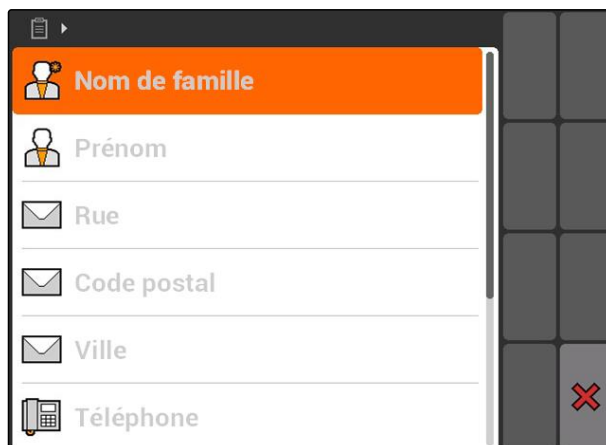 Nom de famille
Prénom
Rue
Code postal
Ville
Téléphone